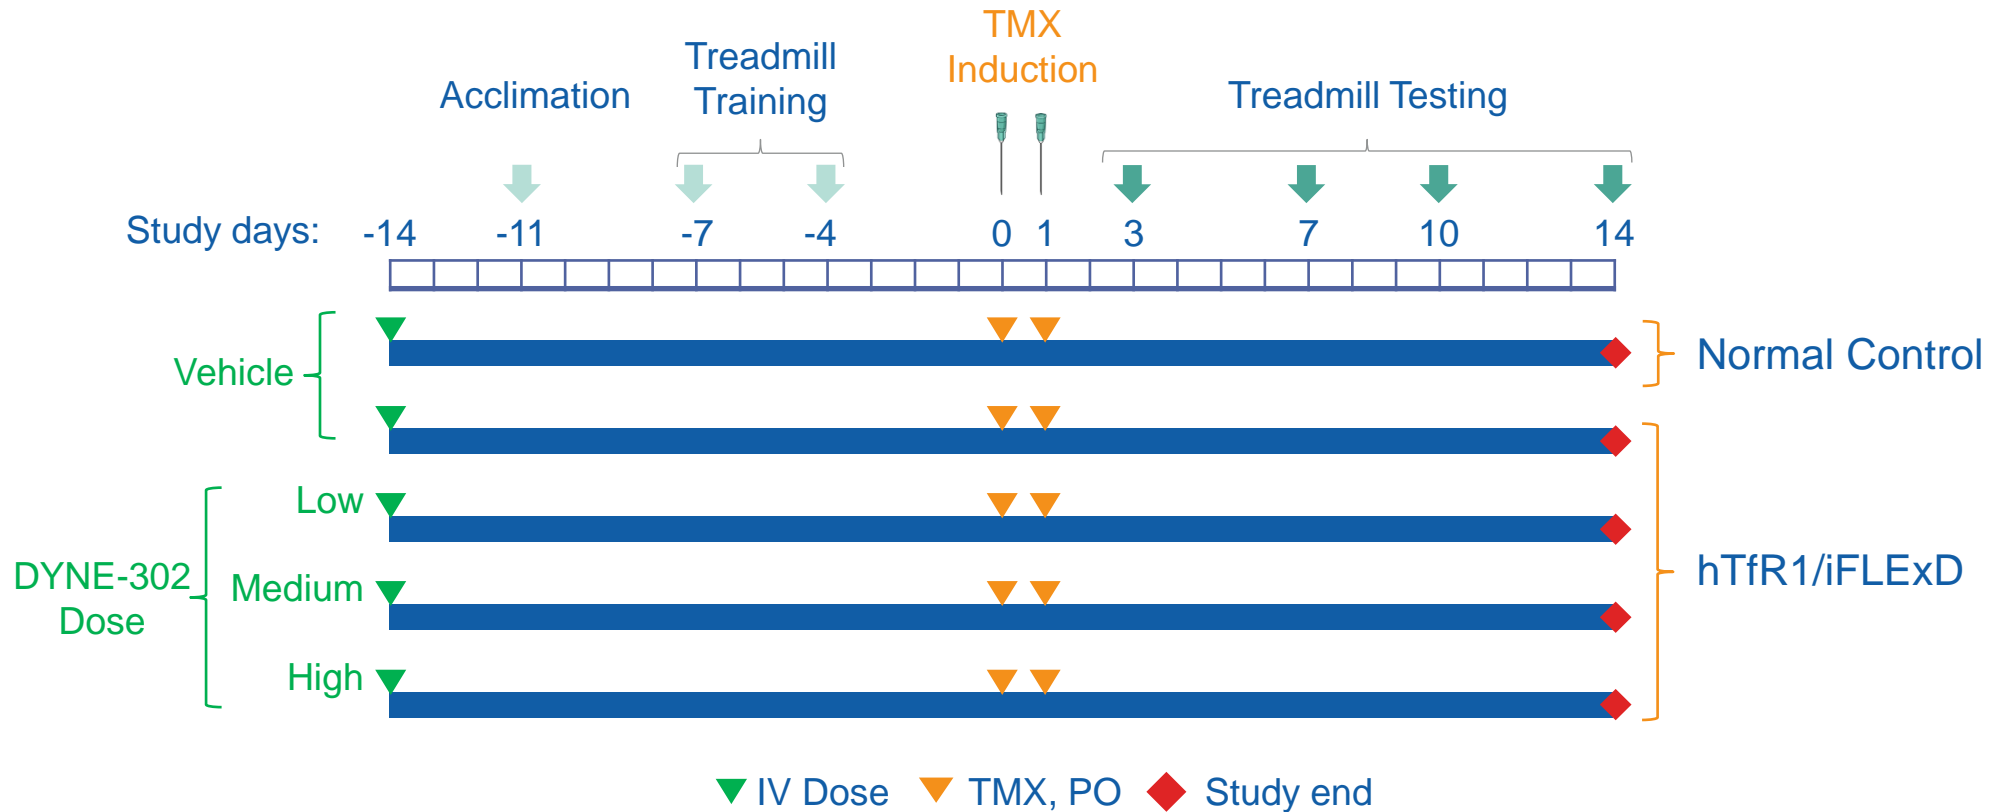 TMX
Induction
Treadmill
Training
Acclimation
Treadmill Testing
Study days: -14 -11 -7 -4 0 1 3 7 10 14
Vehicle
Normal Control
Low
DYNE-302
Dose
Medium
hTfR1/iFLExD
High
IV Dose TMX, PO Study end